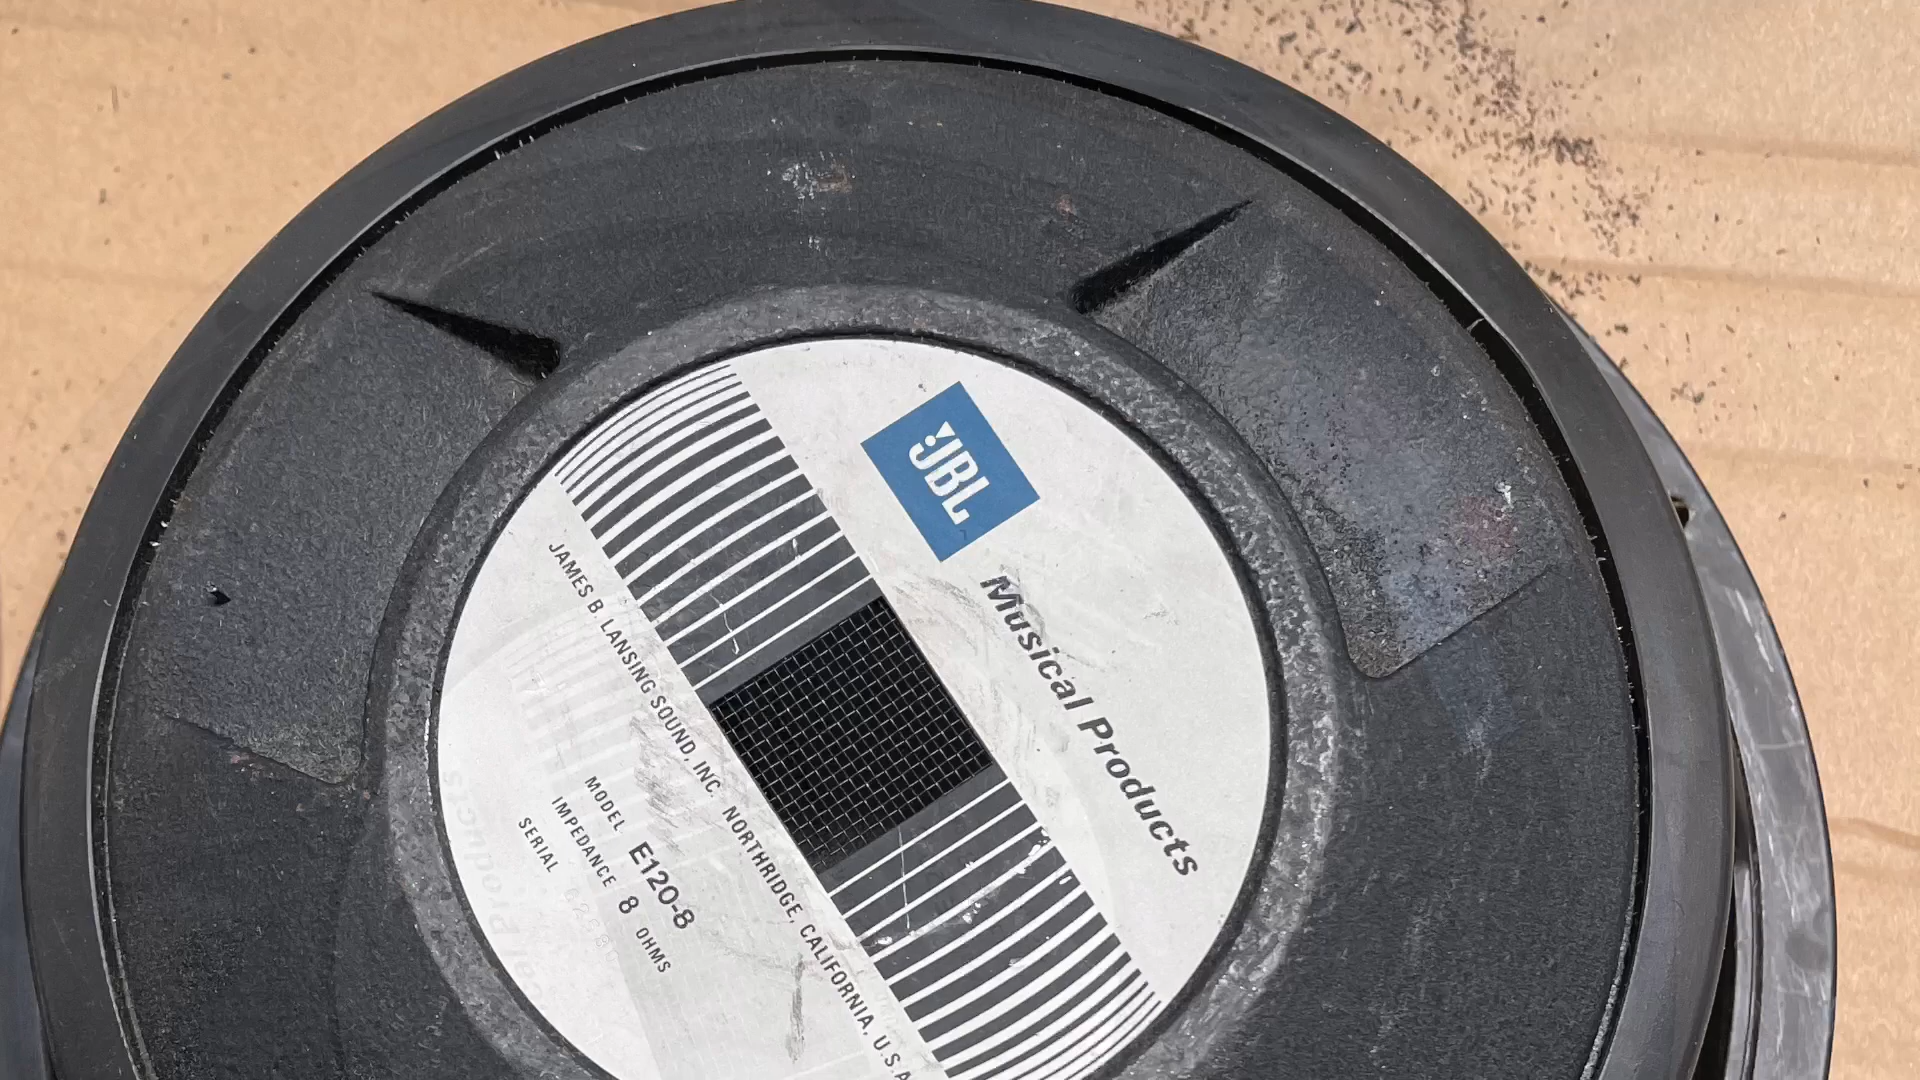 JBL
Musical Products
JAMES B. LANSING SOUND, INC. NORTHRIDGE, CALIFORNIA, U.S.A
MODEL E120-8
IMPEDANCE 8 OHMS
SERIAL